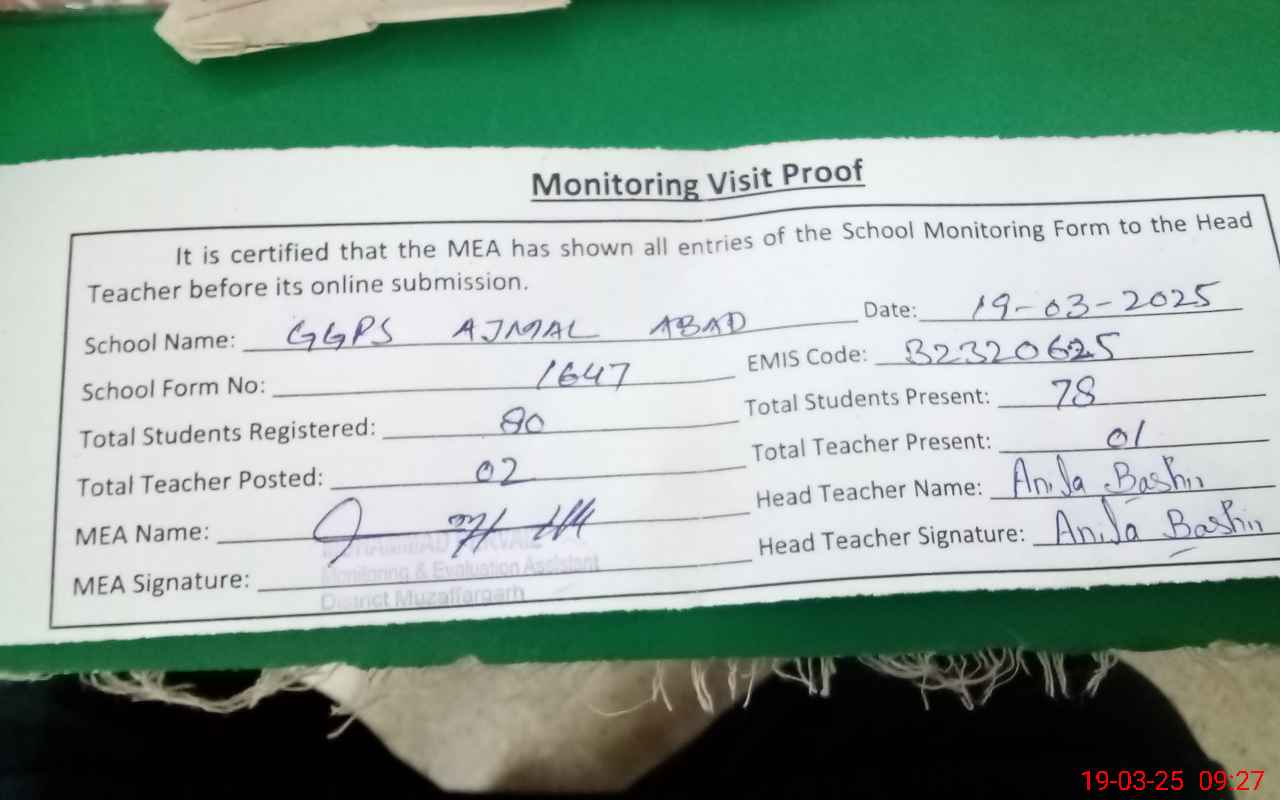 Monitoring Visit Proof
It is certified that the MEA has shown all entries of the School Monitoring Form to the Head
Teacher before its online submission.
School Name: GGPS AJMAL ABAD Date: 19-03-2025
School Form No: 1647 EMIS Code: 32320625
Total Students Registered: 80 Total Students Present: 78
Total Teacher Posted: 02 Total Teacher Present: 01
MEA Name: Head Teacher Name: Anila Bashir
MEA Signature: Head Teacher Signature: Anila Bashir
Monitoring & Evaluation Assistant
District Muzaffargarh
19-03-25 09:27